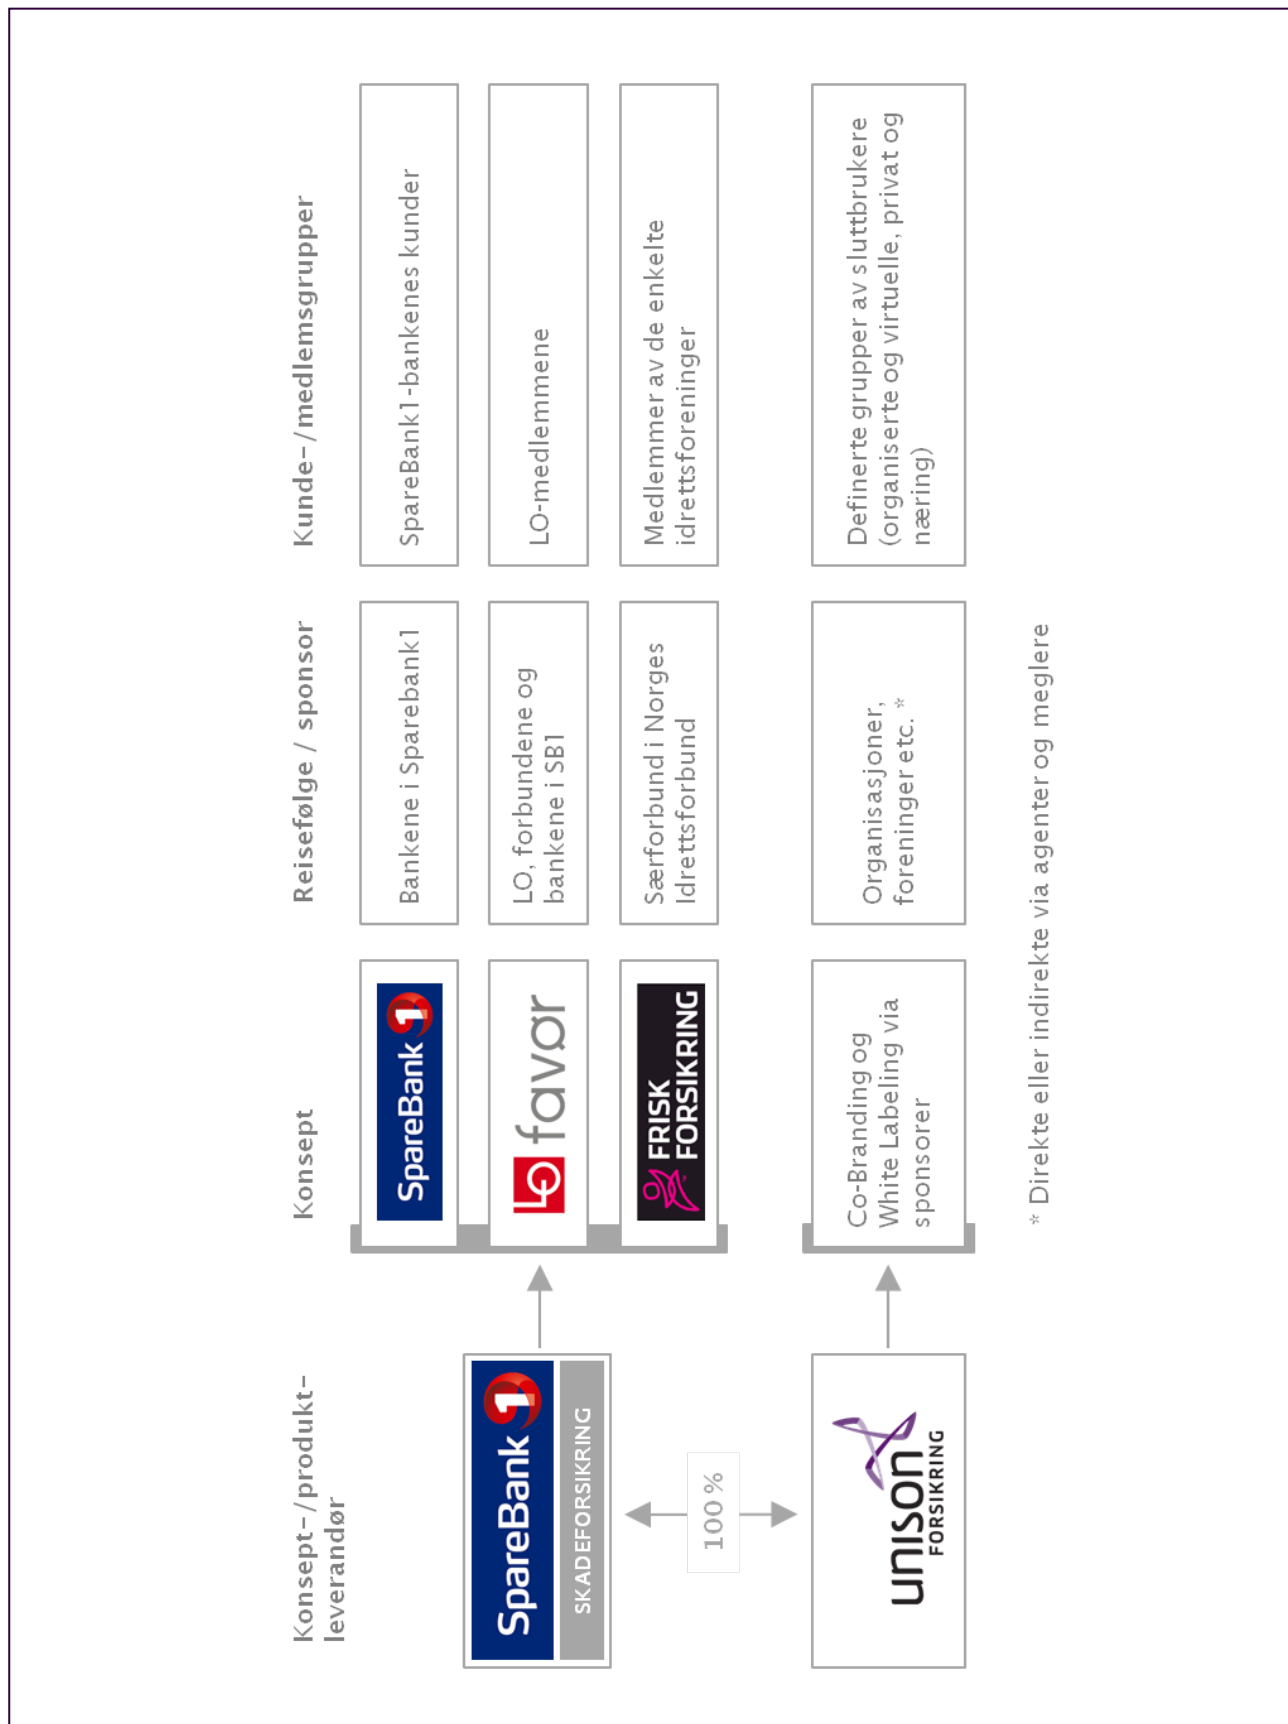 Konsept-/produkt-
leverandør
Konsept
Reisefølge / sponsor
Kunde-/medlemsgrupper
SpareBank 1
SKADEFORSIKRING
SpareBank 1
Bankene i Sparebank1
SpareBank1-bankenes kunder
LO favør
LO, forbundene og
bankene i SB1
LO-medlemmene
FRISK
FORSIKRING
Særforbund i Norges
Idrettsforbund
Medlemmer av de enkelte
idrettsforeninger
100 %
unison
FORSIKRING
Co-Branding og
White Labeling via
sponsorer
Organisasjoner,
foreninger etc. *
Definerte grupper av sluttbrukere
(organiserte og virtuelle, privat og
næring)
* Direkte eller indirekte via agenter og meglere